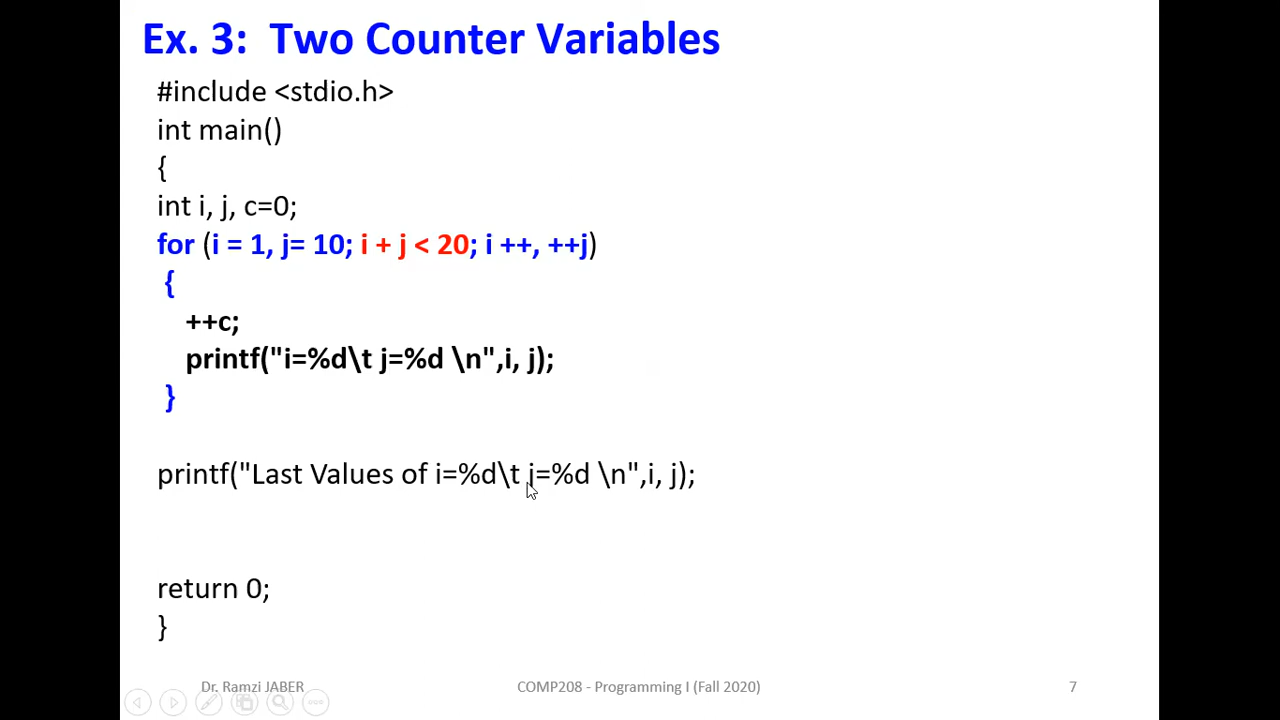 Ex. 3: Two Counter Variables
#include <stdio.h>
int main()
{
int i, j, c=0;
for (i = 1, j= 10; i + j < 20; i ++, ++j)
{
++c;
printf("i=%d\t j=%d \n",i, j);
}
printf("Last Values of i=%d\t j=%d \n",i, j);
return 0;
}
Dr. Ramzi JABER
COMP208 - Programming I (Fall 2020)
7